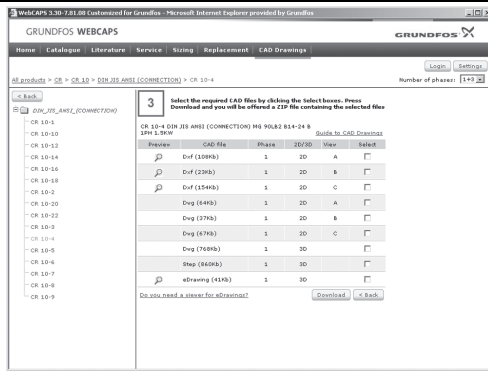 WebCAPS 3.30-7.81.08 Customized for Grundfos - Microsoft Internet Explorer provided by Grundfos
GRUNDFOS WEBCAPS
GRUNDFOS
Home Catalogue Literature Service Sizing Replacement CAD Drawings
Login Settings
All products > CR > CR 10 > DIN JIS ANSI (CONNECTION) > CR 10-4
Number of phases: 1+3
< Back
DIN_JIS_ANSI_(CONNECTION)
CR 10-1
CR 10-10
CR 10-12
CR 10-14
CR 10-16
CR 10-18
CR 10-2
CR 10-20
CR 10-22
CR 10-3
CR 10-4
CR 10-5
CR 10-6
CR 10-7
CR 10-8
CR 10-9
3
Select the required CAD files by clicking the Select boxes. Press
Download and you will be offered a ZIP file containing the selected files
CR 10-4 DIN JIS ANSI (CONNECTION) MG 90LB2 B14-24 B
1PH 1.5KW
Guide to CAD Drawings
Preview CAD file Phase 2D/3D View Select
Dxf (108Kb) 1 2D A
Dxf (23Kb) 1 2D B
Dxf (154Kb) 1 2D C
Dwg (64Kb) 1 2D A
Dwg (37Kb) 1 2D B
Dwg (67Kb) 1 2D C
Dwg (768Kb) 1 3D
Step (860Kb) 1 3D
eDrawing (41Kb) 1 3D
Do you need a viewer for eDrawings?
Download < Back